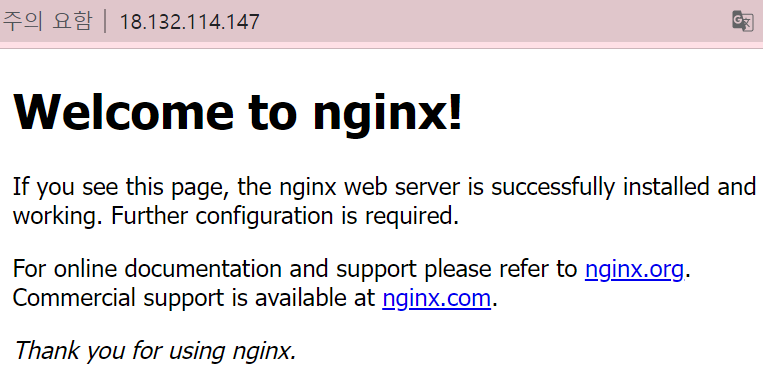 주의 요함 | 18.132.114.147
Welcome to nginx!
If you see this page, the nginx web server is successfully installed and
working. Further configuration is required.
For online documentation and support please refer to nginx.org.
Commercial support is available at nginx.com.
Thank you for using nginx.